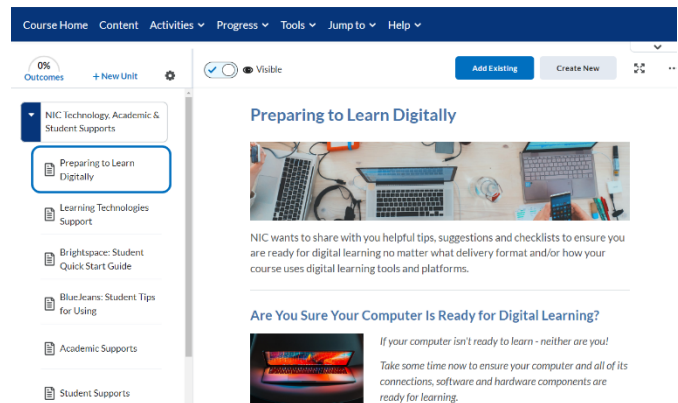 Course Home Content Activities Progress Tools Jump to Help
0%
Outcomes
+ New Unit
Visible
Add Existing
Create New
NIC Technology, Academic &
Student Supports
Preparing to Learn
Digitally
Learning Technologies
Support
Brightspace: Student
Quick Start Guide
BlueJeans: Student Tips
for Using
Academic Supports
Student Supports
Preparing to Learn Digitally
NIC wants to share with you helpful tips, suggestions and checklists to ensure you
are ready for digital learning no matter what delivery format and/or how your
course uses digital learning tools and platforms.
Are You Sure Your Computer Is Ready for Digital Learning?
If your computer isn't ready to learn - neither are you!
Take some time now to ensure your computer and all of its
connections, software and hardware components are
ready for learning.